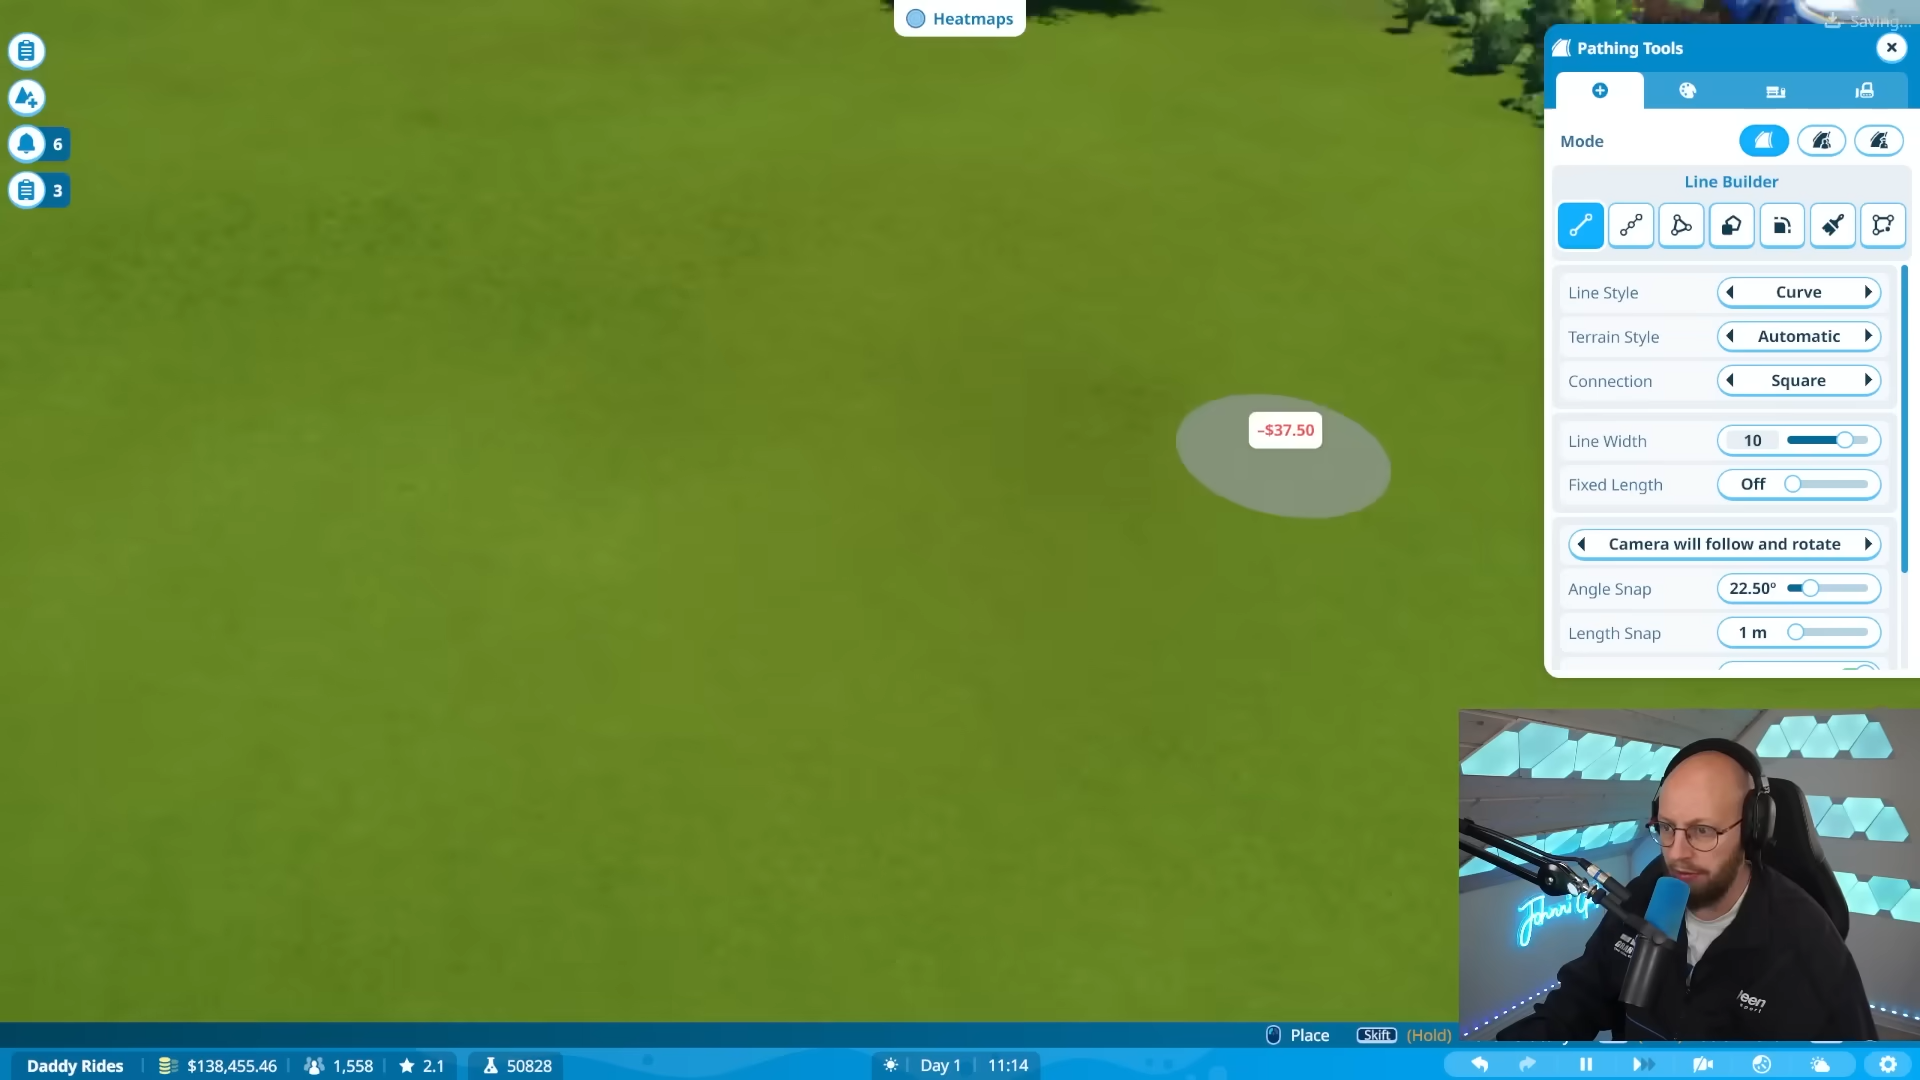 Heatmaps
Saving...
6
3
Pathing Tools
Mode
Line Builder
Line Style
Curve
Terrain Style
Automatic
Connection
Square
Line Width
10
Fixed Length
Off
Camera will follow and rotate
Angle Snap
22.50°
Length Snap
1 m
–$37.50
Place
Skift
(Hold)
Daddy Rides
$138,455.46
1,558
2.1
50828
Day 1
11:14